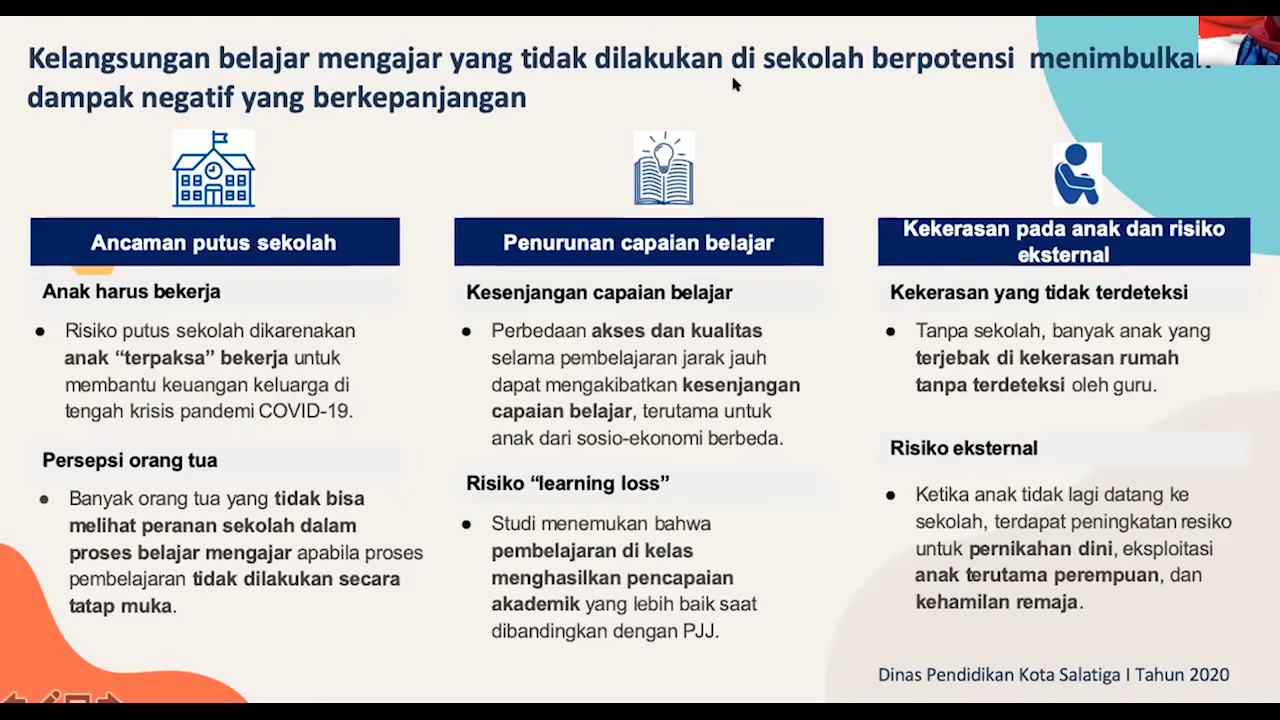 Kelangsungan belajar mengajar yang tidak dilakukan di sekolah berpotensi menimbulkan
dampak negatif yang berkepanjangan
Ancaman putus sekolah
Anak harus bekerja
● Risiko putus sekolah dikarenakan
anak “terpaksa” bekerja untuk
membantu keuangan keluarga di
tengah krisis pandemi COVID-19.
Persepsi orang tua
● Banyak orang tua yang tidak bisa
melihat peranan sekolah dalam
proses belajar mengajar apabila proses
pembelajaran tidak dilakukan secara
tatap muka.
Penurunan capaian belajar
Kesenjangan capaian belajar
● Perbedaan akses dan kualitas
selama pembelajaran jarak jauh
dapat mengakibatkan kesenjangan
capaian belajar, terutama untuk
anak dari sosio-ekonomi berbeda.
Risiko “learning loss”
● Studi menemukan bahwa
pembelajaran di kelas
menghasilkan pencapaian
akademik yang lebih baik saat
dibandingkan dengan PJJ.
Kekerasan pada anak dan risiko
eksternal
Kekerasan yang tidak terdeteksi
● Tanpa sekolah, banyak anak yang
terjebak di kekerasan rumah
tanpa terdeteksi oleh guru.
Risiko eksternal
● Ketika anak tidak lagi datang ke
sekolah, terdapat peningkatan resiko
untuk pernikahan dini, eksploitasi
anak terutama perempuan, dan
kehamilan remaja.
Dinas Pendidikan Kota Salatiga I Tahun 2020